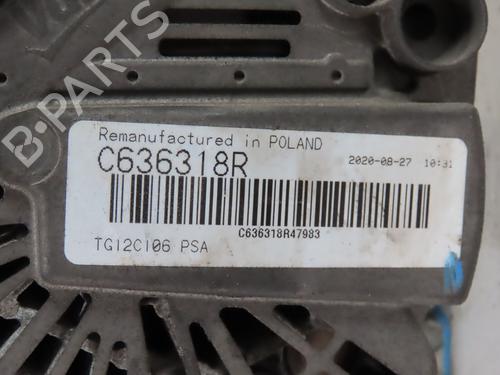 B-PARTS
Remanufactured in POLAND
C636318R
2020-08-27 10:31
C636318R47983
TG12C106 PSA